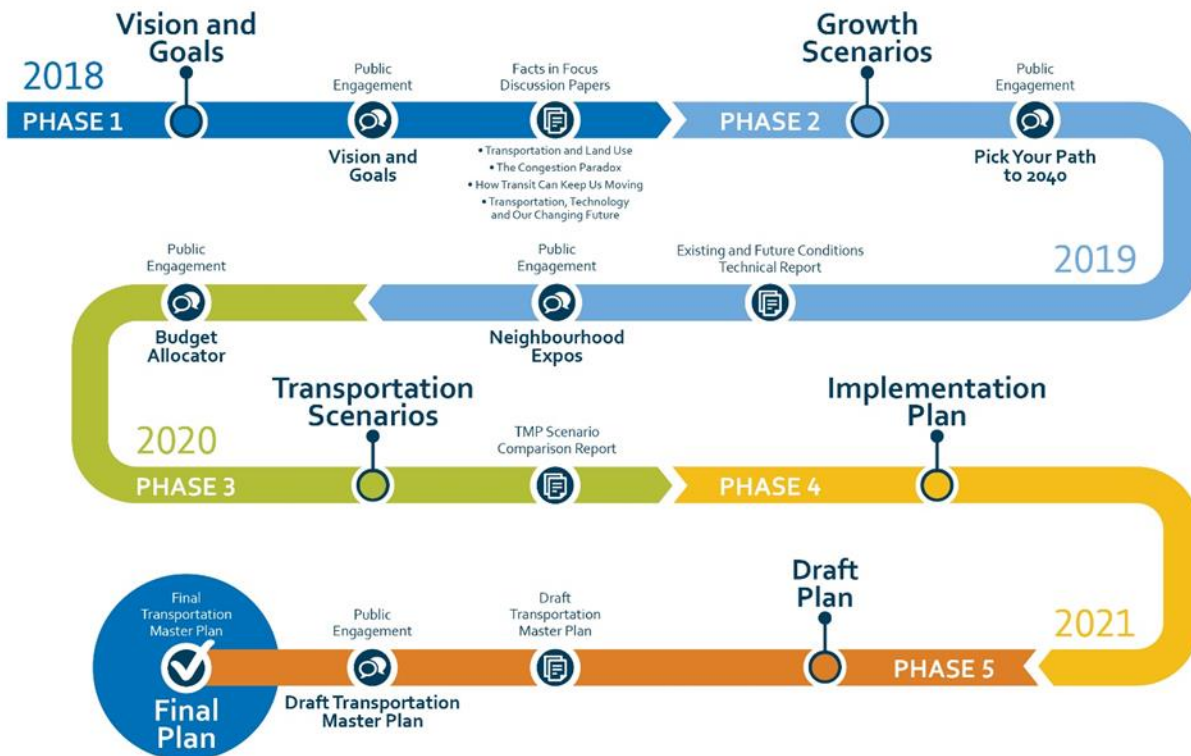 Vision and
Goals
2018
PHASE 1
Public
Engagement
Vision and
Goals
Facts in Focus
Discussion Papers
• Transportation and Land Use
• The Congestion Paradox
• How Transit Can Keep Us Moving
• Transportation, Technology
and Our Changing Future
PHASE 2
Growth
Scenarios
Public
Engagement
Pick Your Path
to 2040
2019
Existing and Future Conditions
Technical Report
Public
Engagement
Neighbourhood
Expos
Public
Engagement
Budget
Allocator
2020
PHASE 3
Transportation
Scenarios
TMP Scenario
Comparison Report
PHASE 4
Implementation
Plan
2021
PHASE 5
Draft
Plan
Draft
Transportation
Master Plan
Public
Engagement
Draft Transportation
Master Plan
Final
Transportation
Master Plan
Final
Plan